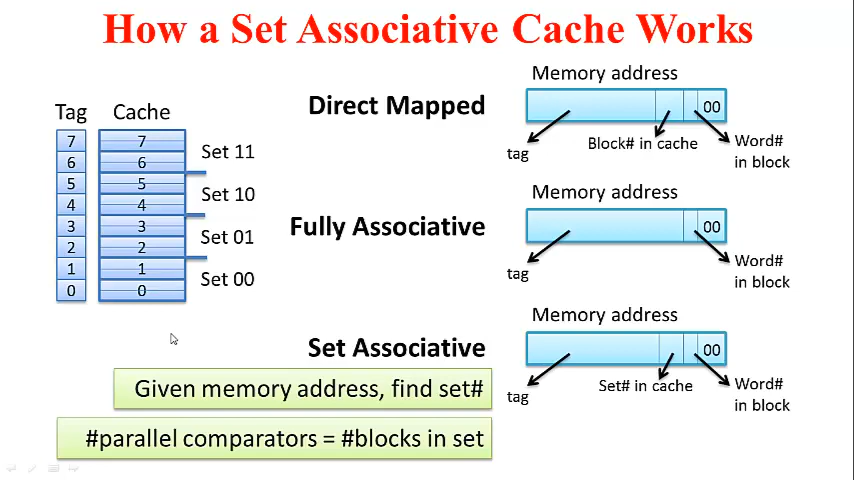 How a Set Associative Cache Works
Tag Cache
7 7
6 6
Set 11
5 5
4 4
Set 10
3 3
2 2
Set 01
1 1
0 0
Set 00
Direct Mapped
Memory address
00
tag
Block# in cache
Word#
in block
Fully Associative
Memory address
00
tag
Word#
in block
Set Associative
Memory address
00
tag
Set# in cache
Word#
in block
Given memory address, find set#
#parallel comparators = #blocks in set